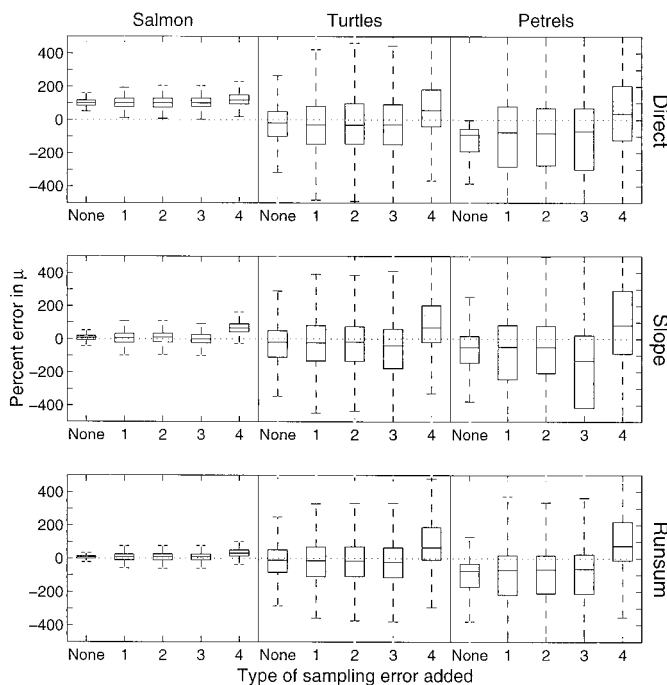 Salmon Turtles Petrels
400
200
0
−200
−400
None 1 2 3 4 None 1 2 3 4 None 1 2 3 4
Direct
400
200
0
−200
−400
None 1 2 3 4 None 1 2 3 4 None 1 2 3 4
Slope
400
200
0
−200
−400
None 1 2 3 4 None 1 2 3 4 None 1 2 3 4
Runsum
Percent error in μ
Type of sampling error added